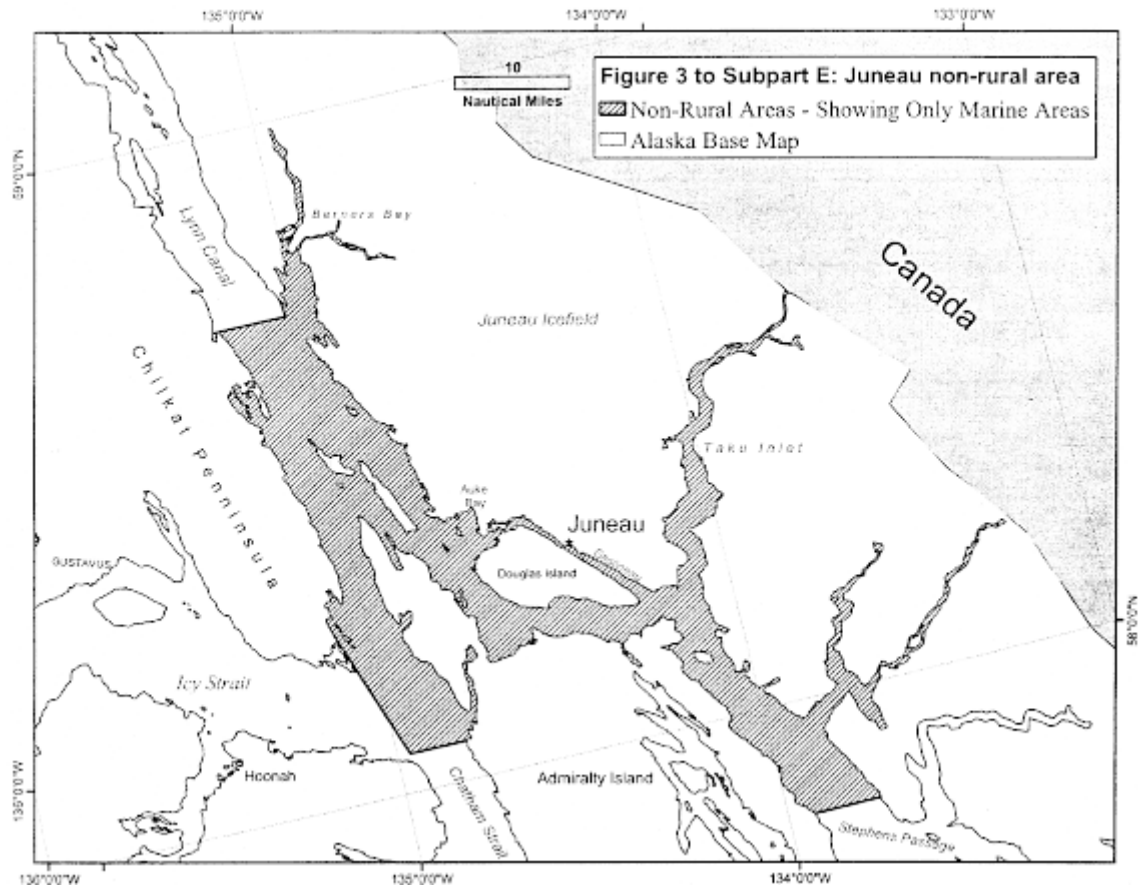 135°0'0"W
134°0'0"W
133°0'0"W
10
Nautical Miles
Figure 3 to Subpart E: Juneau non-rural area
Non-Rural Areas - Showing Only Marine Areas
Alaska Base Map
59°0'0"N
Lynn Canal
Berners Bay
Canada
Juneau Icefield
Chilkat Penninsula
Taku Inlet
Auke
Bay
Juneau
Douglas Island
GUSTAVUS
58°0'0"N
Icy Strait
Hoonah
Admiralty Island
Chatham Strait
Stephens Passage
136°0'0"W
135°0'0"W
134°0'0"W